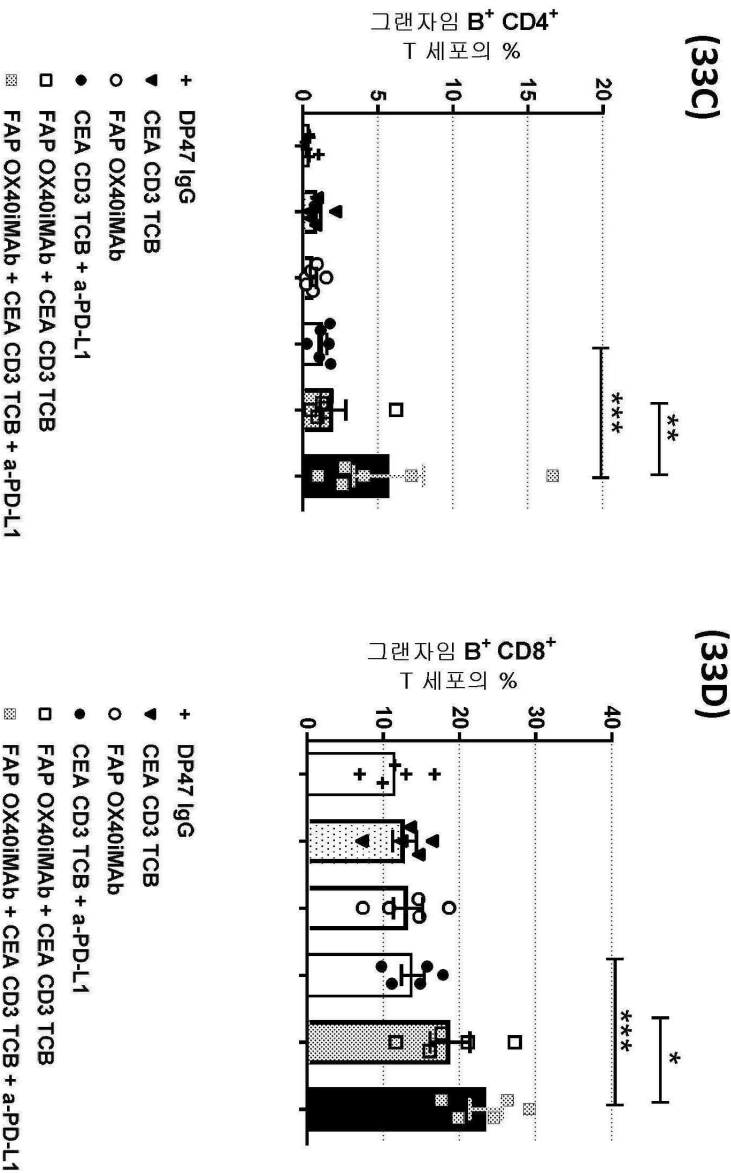 (33C)
그랜자임 B⁺ CD4⁺
T 세포의 %
20
15
10
5
0
**
***
+ DP47 IgG
▲ CEA CD3 TCB
○ FAP OX40iMAb
● CEA CD3 TCB + a-PD-L1
□ FAP OX40iMAb + CEA CD3 TCB
▩ FAP OX40iMAb + CEA CD3 TCB + a-PD-L1
(33D)
그랜자임 B⁺ CD8⁺
T 세포의 %
40
30
20
10
0
*
***
+ DP47 IgG
▲ CEA CD3 TCB
○ FAP OX40iMAb
● CEA CD3 TCB + a-PD-L1
□ FAP OX40iMAb + CEA CD3 TCB
▩ FAP OX40iMAb + CEA CD3 TCB + a-PD-L1